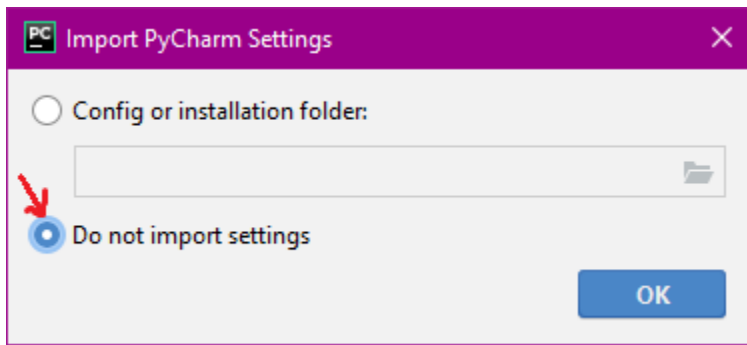 PC Import PyCharm Settings
Config or installation folder:
Do not import settings
OK